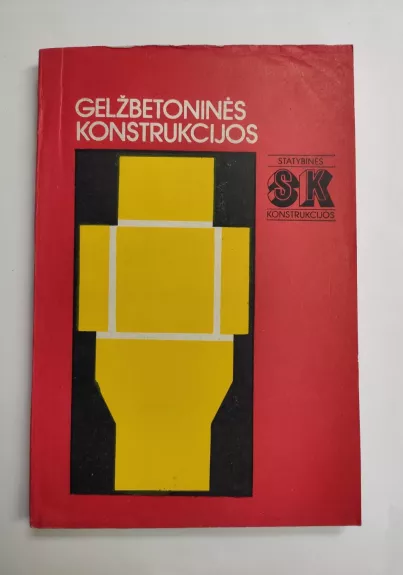 GELŽBETONINĖS
KONSTRUKCIJOS
STATYBINĖS
SK
KONSTRUKCIJOS